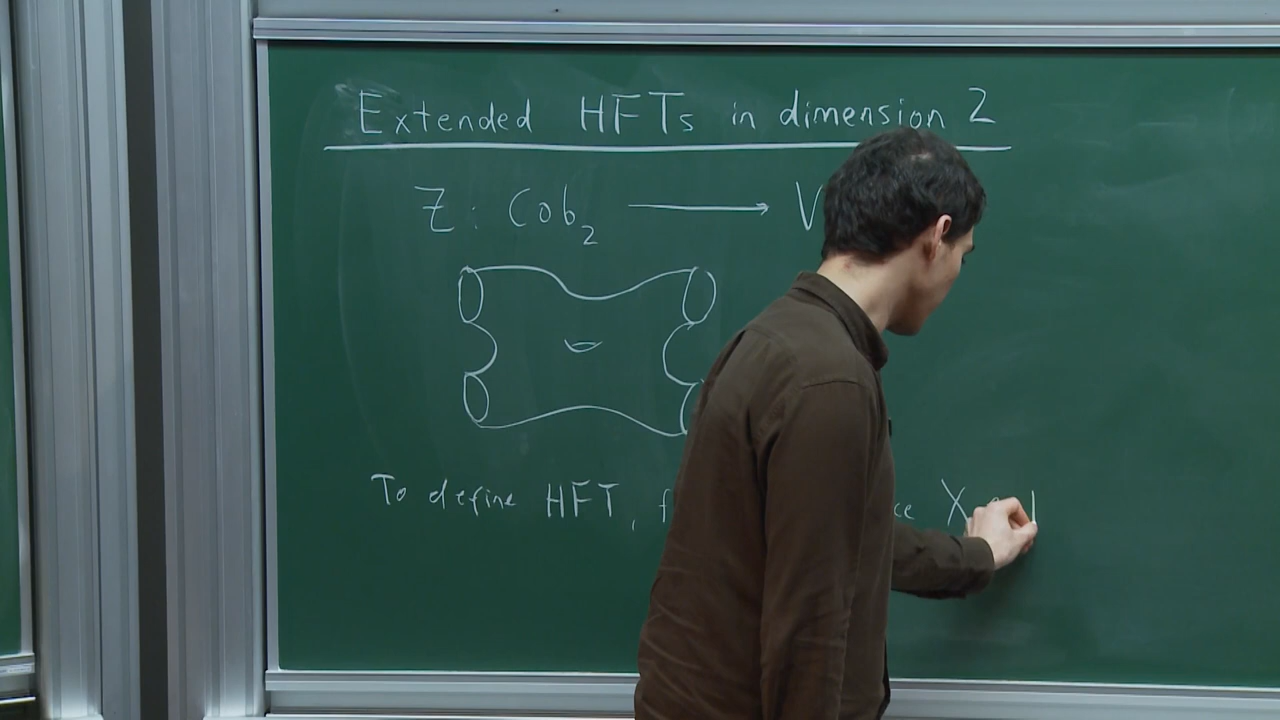 Extended HFTs in dimension 2
Z : Cob₂ ⟶ V
To define HFT, f ce X